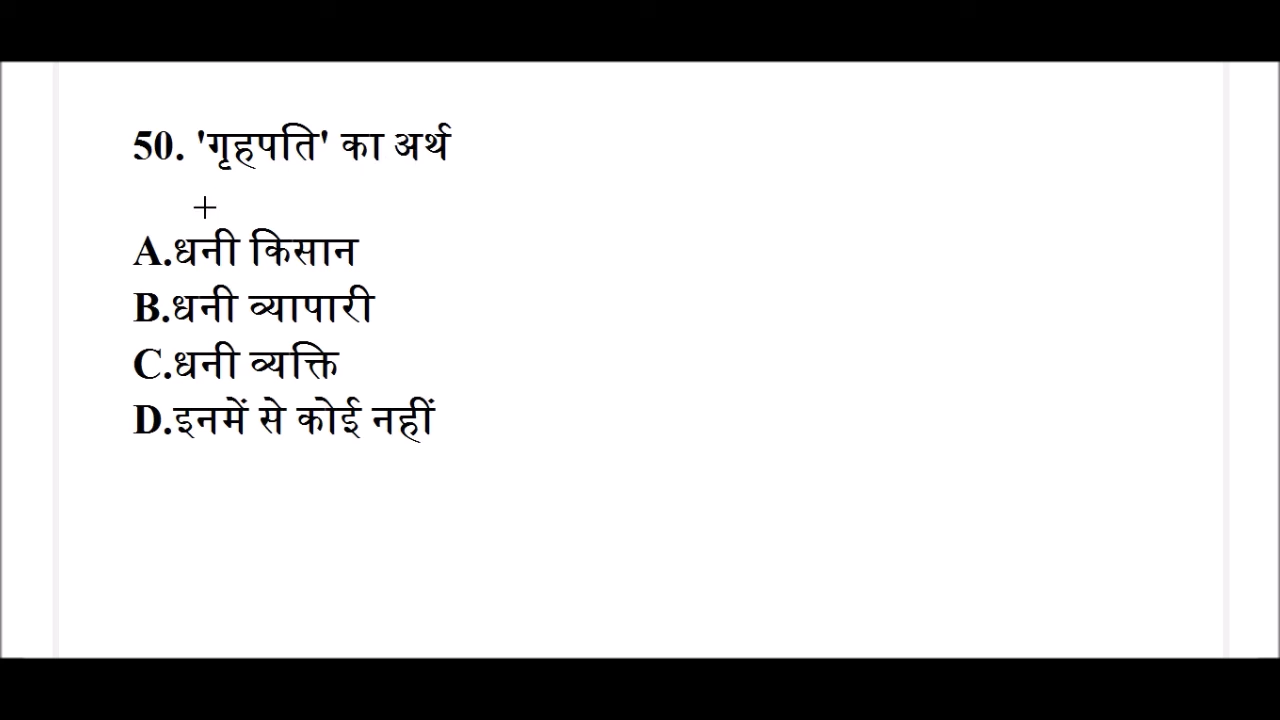 50. 'गृहपति' का अर्थ
A.धनी किसान
B.धनी व्यापारी
C.धनी व्यक्ति
D.इनमें से कोई नहीं